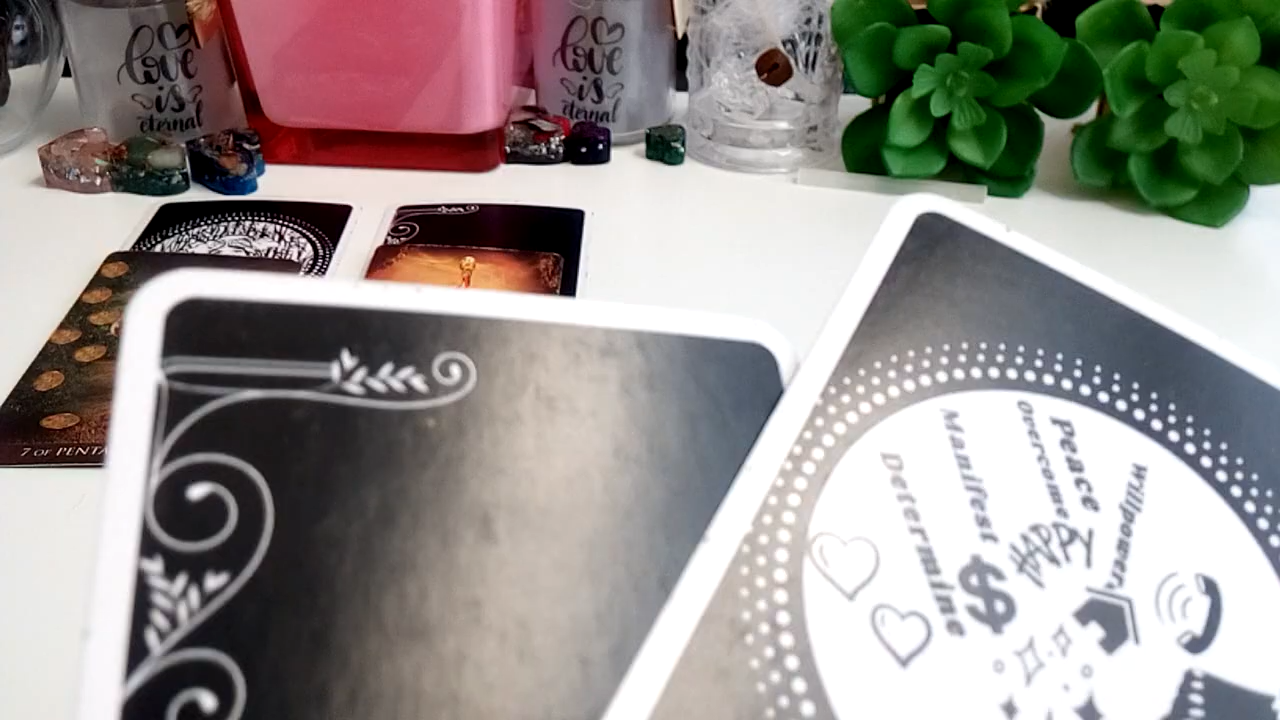 love
is
eternal
love
is
eternal
7 OF PENTA
Peace
Overcome
Willpower
Manifest
HAPPY
Determine
$